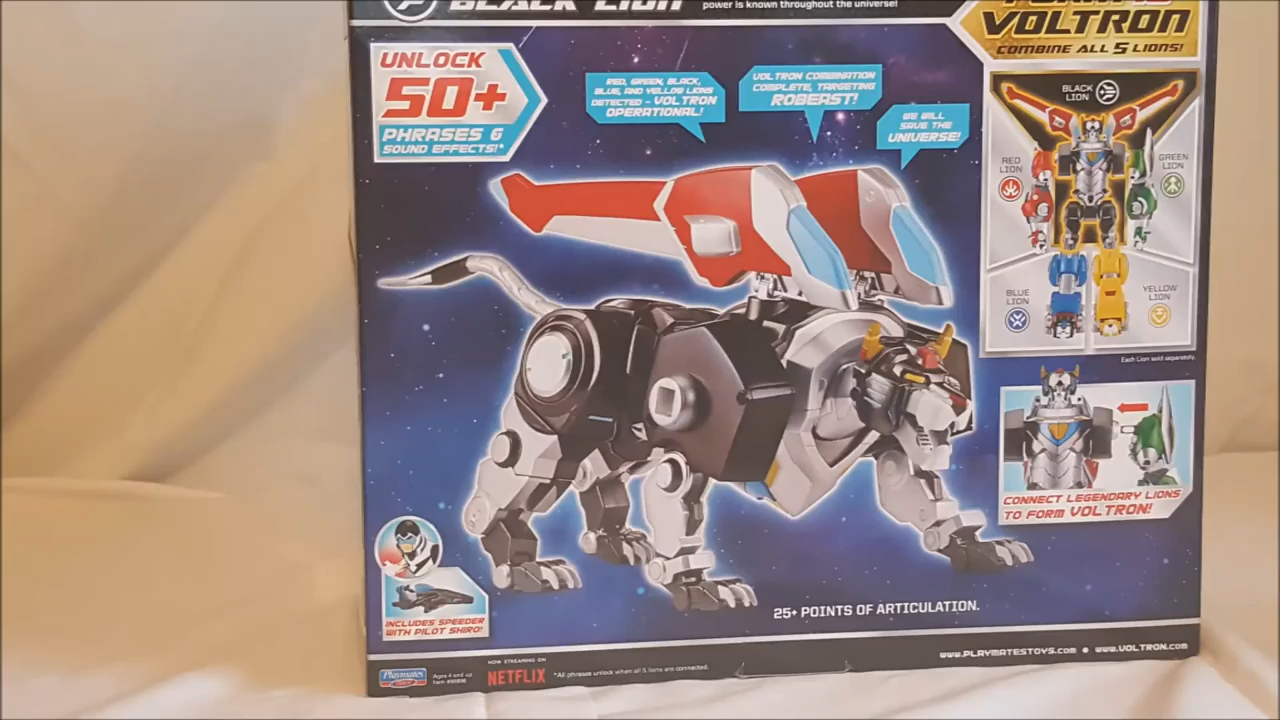 BLACK LION
power is known throughout the universe!
VOLTRON
COMBINE ALL 5 LIONS!
UNLOCK
50+
PHRASES &
SOUND EFFECTS!*
RED, GREEN, BLACK,
BLUE, AND YELLOW LIONS
DETECTED - VOLTRON
OPERATIONAL!
VOLTRON COMBINATION
COMPLETE, TARGETING
ROBEAST!
WE WILL
SAVE THE
UNIVERSE!
BLACK
LION
RED
LION
GREEN
LION
BLUE
LION
YELLOW
LION
Each Lion sold separately.
CONNECT LEGENDARY LIONS
TO FORM VOLTRON!
INCLUDES SPEEDER
WITH PILOT SHIRO!
25+ POINTS OF ARTICULATION.
www.PLAYMATESTOYS.com • www.VOLTRON.com
Playmates
Ages 4 and up
NOW STREAMING ON
NETFLIX
*All phrases unlock when all 5 lions are connected.